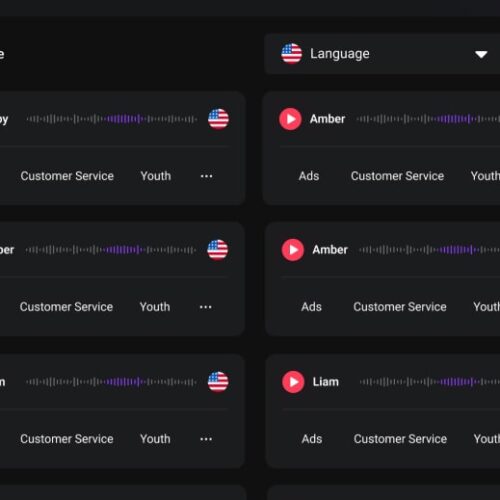 e Language
py Amber
Customer Service Youth ... Ads Customer Service Youth
ber Amber
Customer Service Youth ... Ads Customer Service Youth
m Liam
Customer Service Youth ... Ads Customer Service Youth